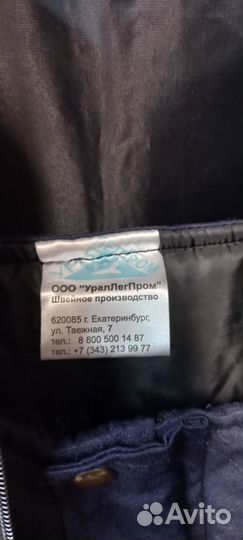 ООО "УралЛегПром"
Швейное производство
620085 г. Екатеринбург,
ул. Таежная, 7
тел.: 8 800 500 14 87
тел.: +7 (343) 213 99 77
Avito